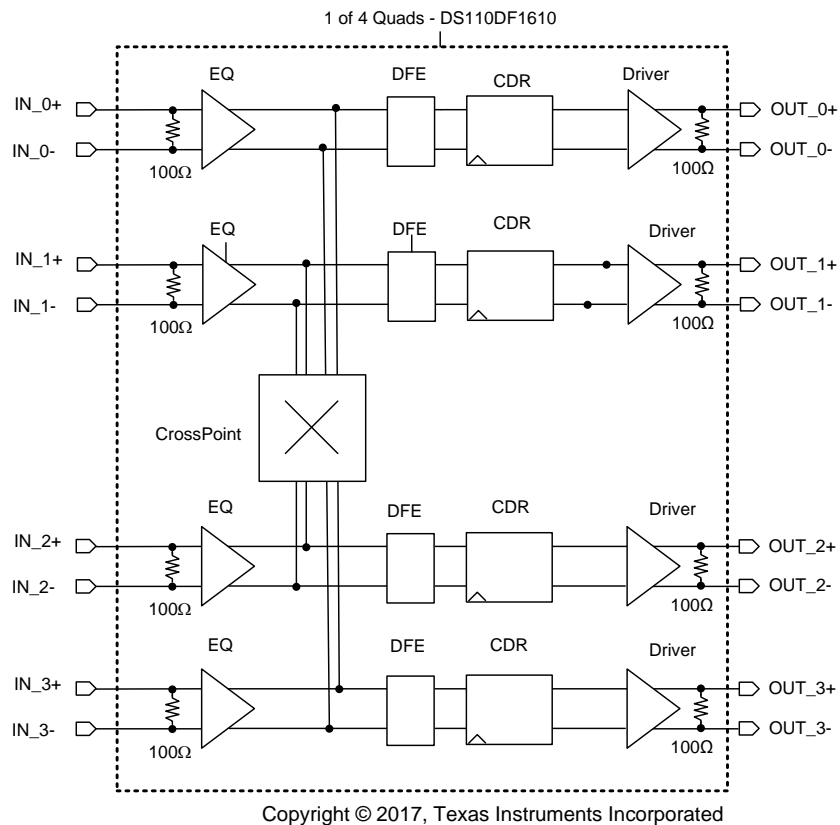 1 of 4 Quads - DS110DF1610
EQ
DFE
CDR
Driver
IN_0+
OUT_0+
IN_0-
OUT_0-
100Ω
100Ω
EQ
DFE
CDR
Driver
IN_1+
OUT_1+
IN_1-
OUT_1-
100Ω
100Ω
CrossPoint
EQ
DFE
CDR
Driver
IN_2+
OUT_2+
IN_2-
OUT_2-
100Ω
100Ω
EQ
DFE
CDR
Driver
IN_3+
OUT_3+
IN_3-
OUT_3-
100Ω
100Ω
Copyright © 2017, Texas Instruments Incorporated